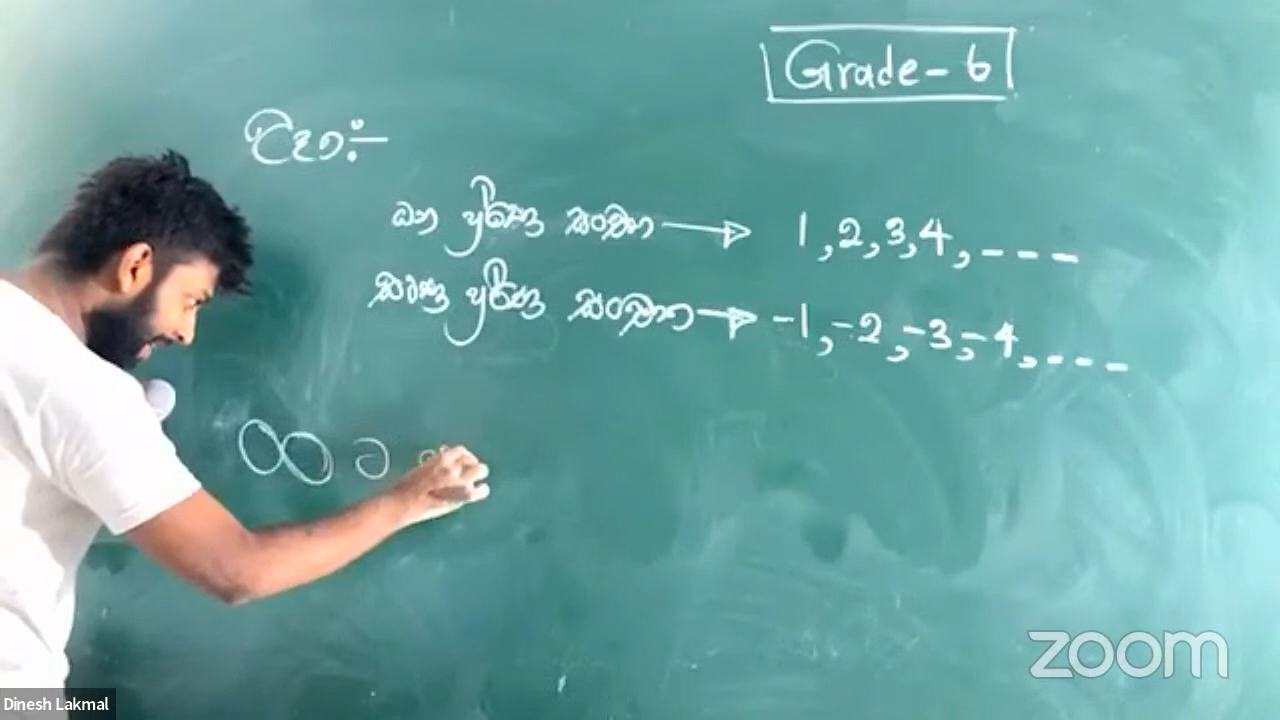 Grade - 6
උදා:-
ධන පූර්ණ සංඛ්‍යා → 1, 2, 3, 4, - - -
සෘණ පූර්ණ සංඛ්‍යා → -1, -2, -3, -4, - - -
zoom
Dinesh Lakmal